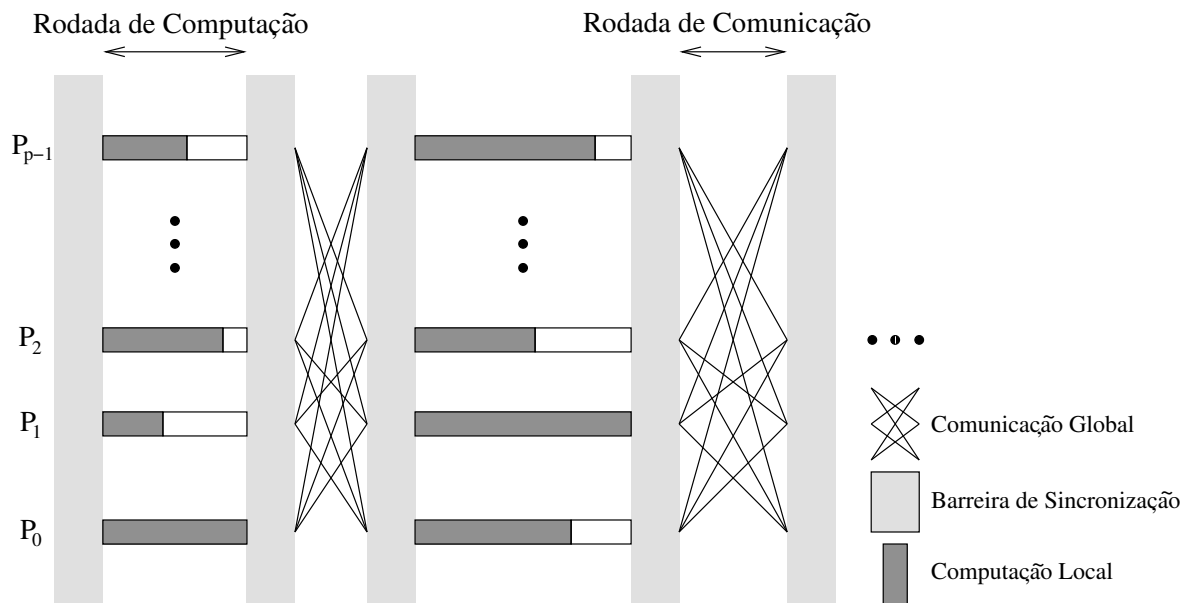 Rodada de Computação
Rodada de Comunicação
P_{p−1}
P_2
P_1
P_0
Comunicação Global
Barreira de Sincronização
Computação Local